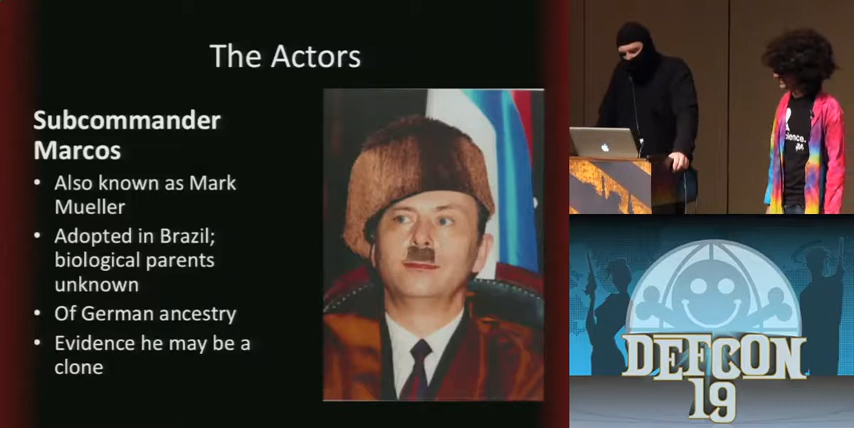 The Actors
Subcommander
Marcos
• Also known as Mark
Mueller
• Adopted in Brazil;
biological parents
unknown
• Of German ancestry
• Evidence he may be a
clone
science.
DEFCON
19